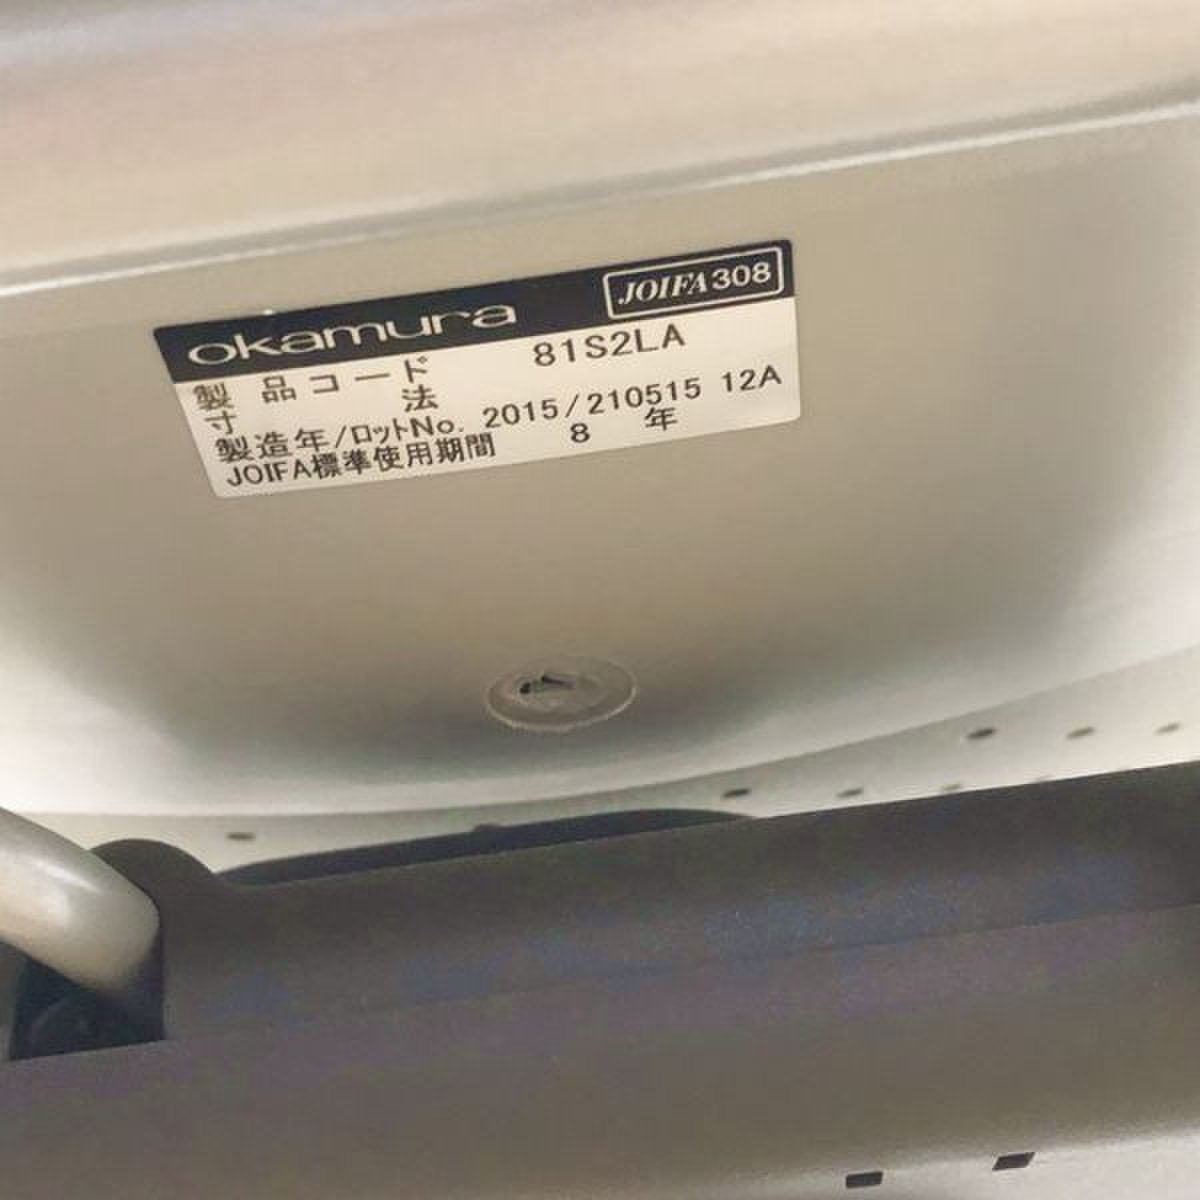 okamura JOIFA308
製品コード 81S2LA
寸法
製造年/ロットNo. 2015/210515 12A
JOIFA標準使用期間 8年